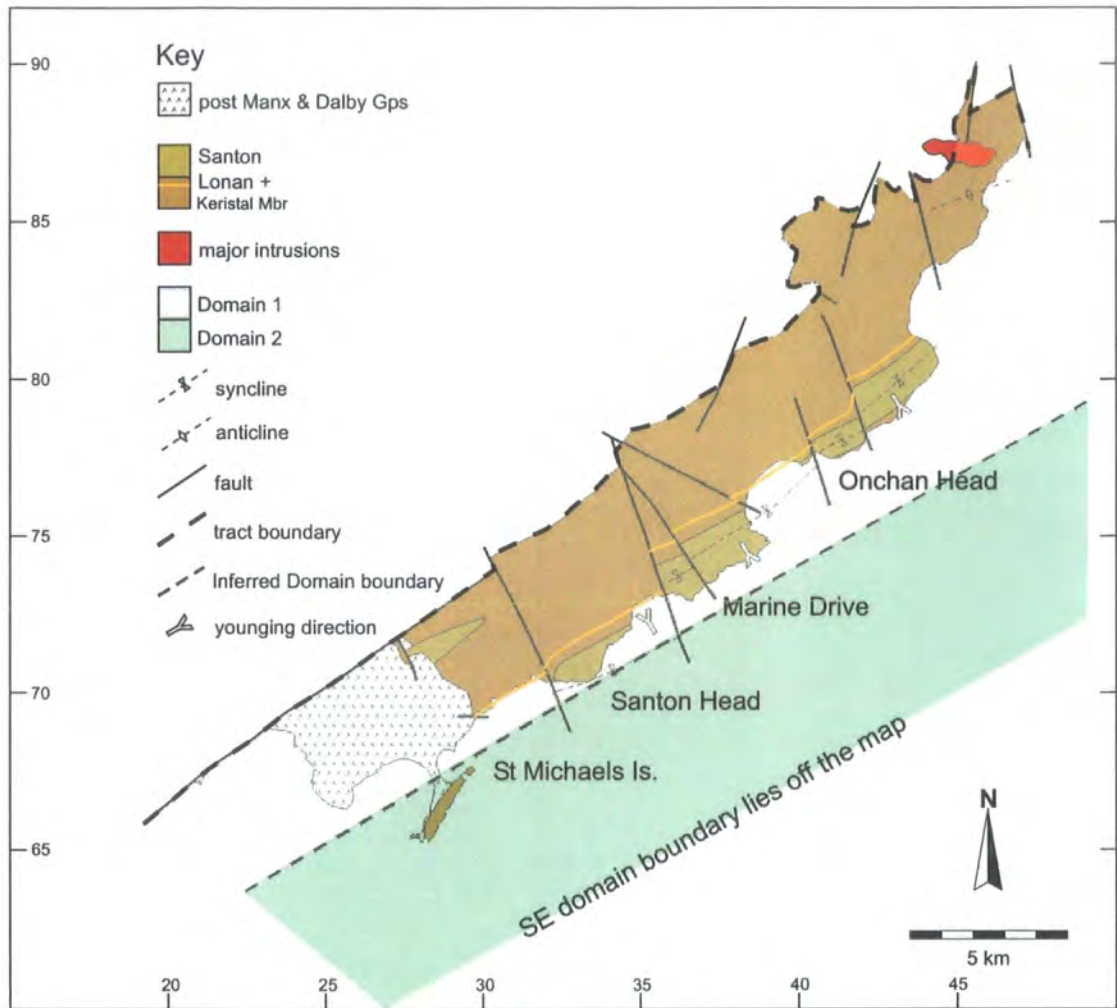 Key
post Manx & Dalby Gps
Santon
Lonan +
Keristal Mbr
major intrusions
Domain 1
Domain 2
syncline
anticline
fault
tract boundary
Inferred Domain boundary
younging direction
90
85
80
75
70
65
20
25
30
35
40
45
Onchan Head
Marine Drive
Santon Head
St Michaels Is.
SE domain boundary lies off the map
N
5 km